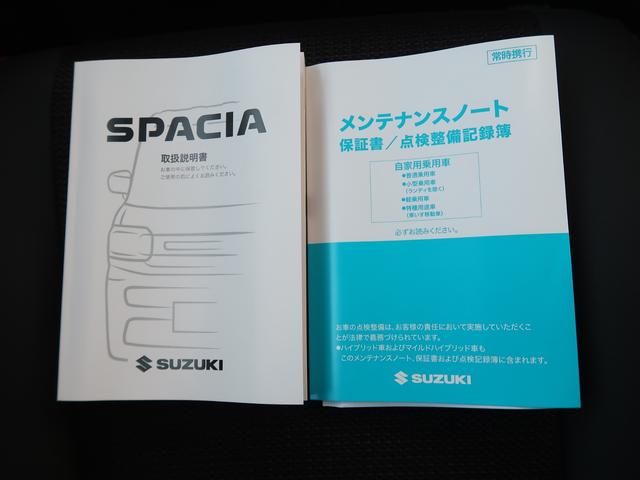 SPACIA
取扱説明書
お車の中に保管してください。
ご使用の前によくお読みください。
SUZUKI
常時携行
メンテナンスノート
保証書／点検整備記録簿
自家用乗用車
●普通乗用車
●小型乗用車
(ランディを除く)
●軽乗用車
●特種用途車
(車いす移動車)
必ずお読みください。
お車の点検整備は、お客様の責任において実施していただくこ
とが法律で義務づけられています。
●ハイブリッド車およびマイルドハイブリッド車も
このメンテナンスノート、保証書および点検記録簿に含まれます。
SUZUKI